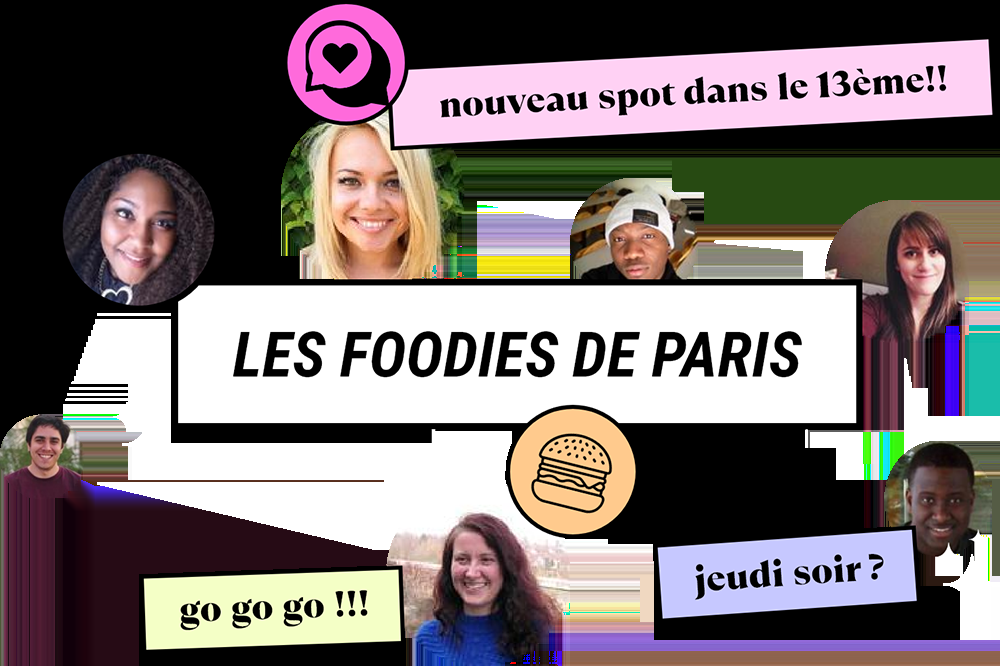 nouveau spot dans le 13ème!!
LES FOODIES DE PARIS
jeudi soir ?
go go go !!!